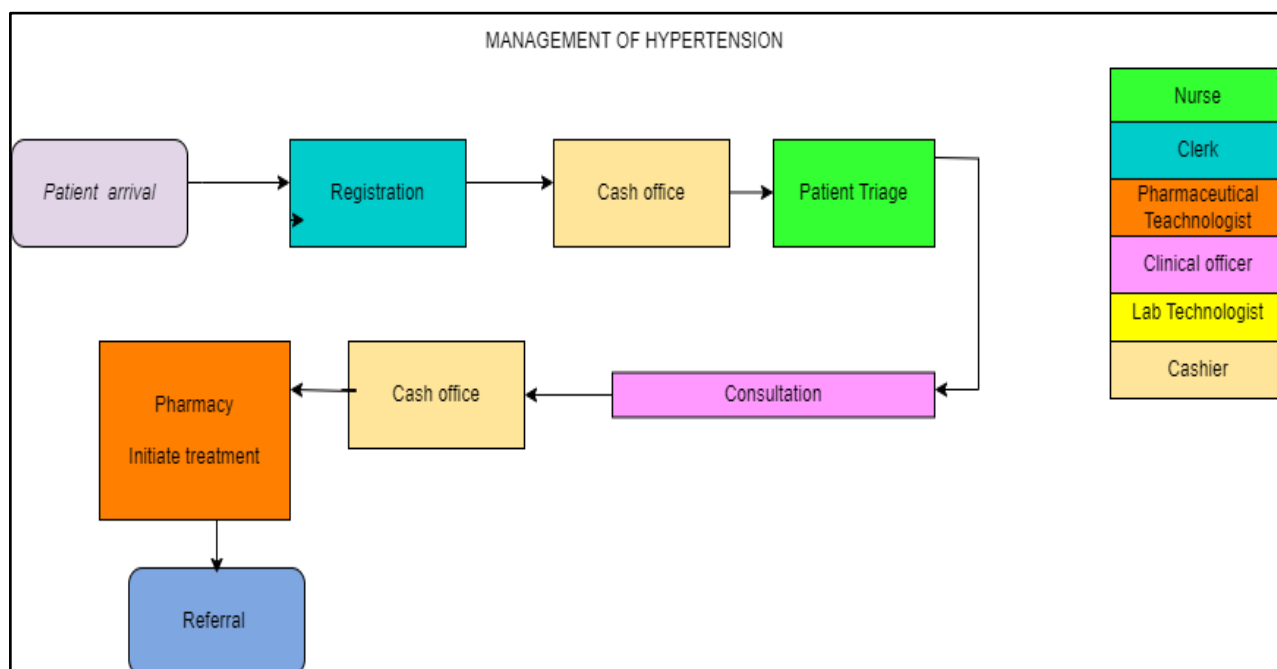 MANAGEMENT OF HYPERTENSION
Nurse
Clerk
Pharmaceutical
Teachnologist
Clinical officer
Lab Technologist
Cashier
Patient arrival
Registration
Cash office
Patient Triage
Consultation
Cash office
Pharmacy
Initiate treatment
Referral